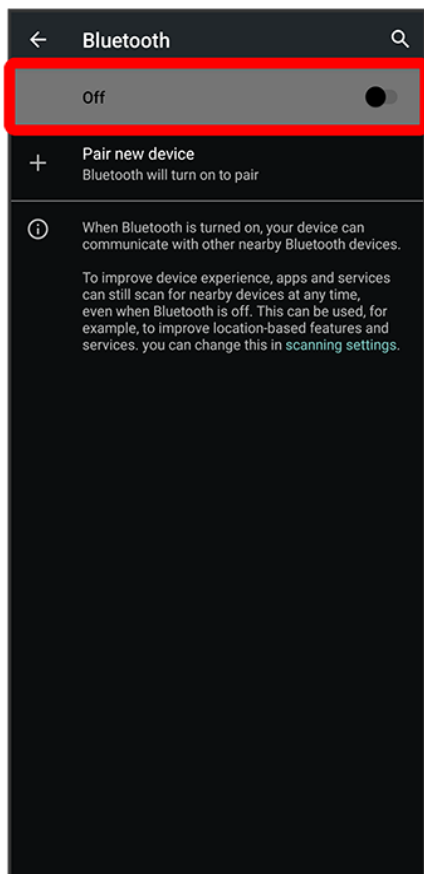 Bluetooth
Off
Pair new device
Bluetooth will turn on to pair
When Bluetooth is turned on, your device can
communicate with other nearby Bluetooth devices.
To improve device experience, apps and services
can still scan for nearby devices at any time,
even when Bluetooth is off. This can be used, for
example, to improve location-based features and
services. you can change this in scanning settings.